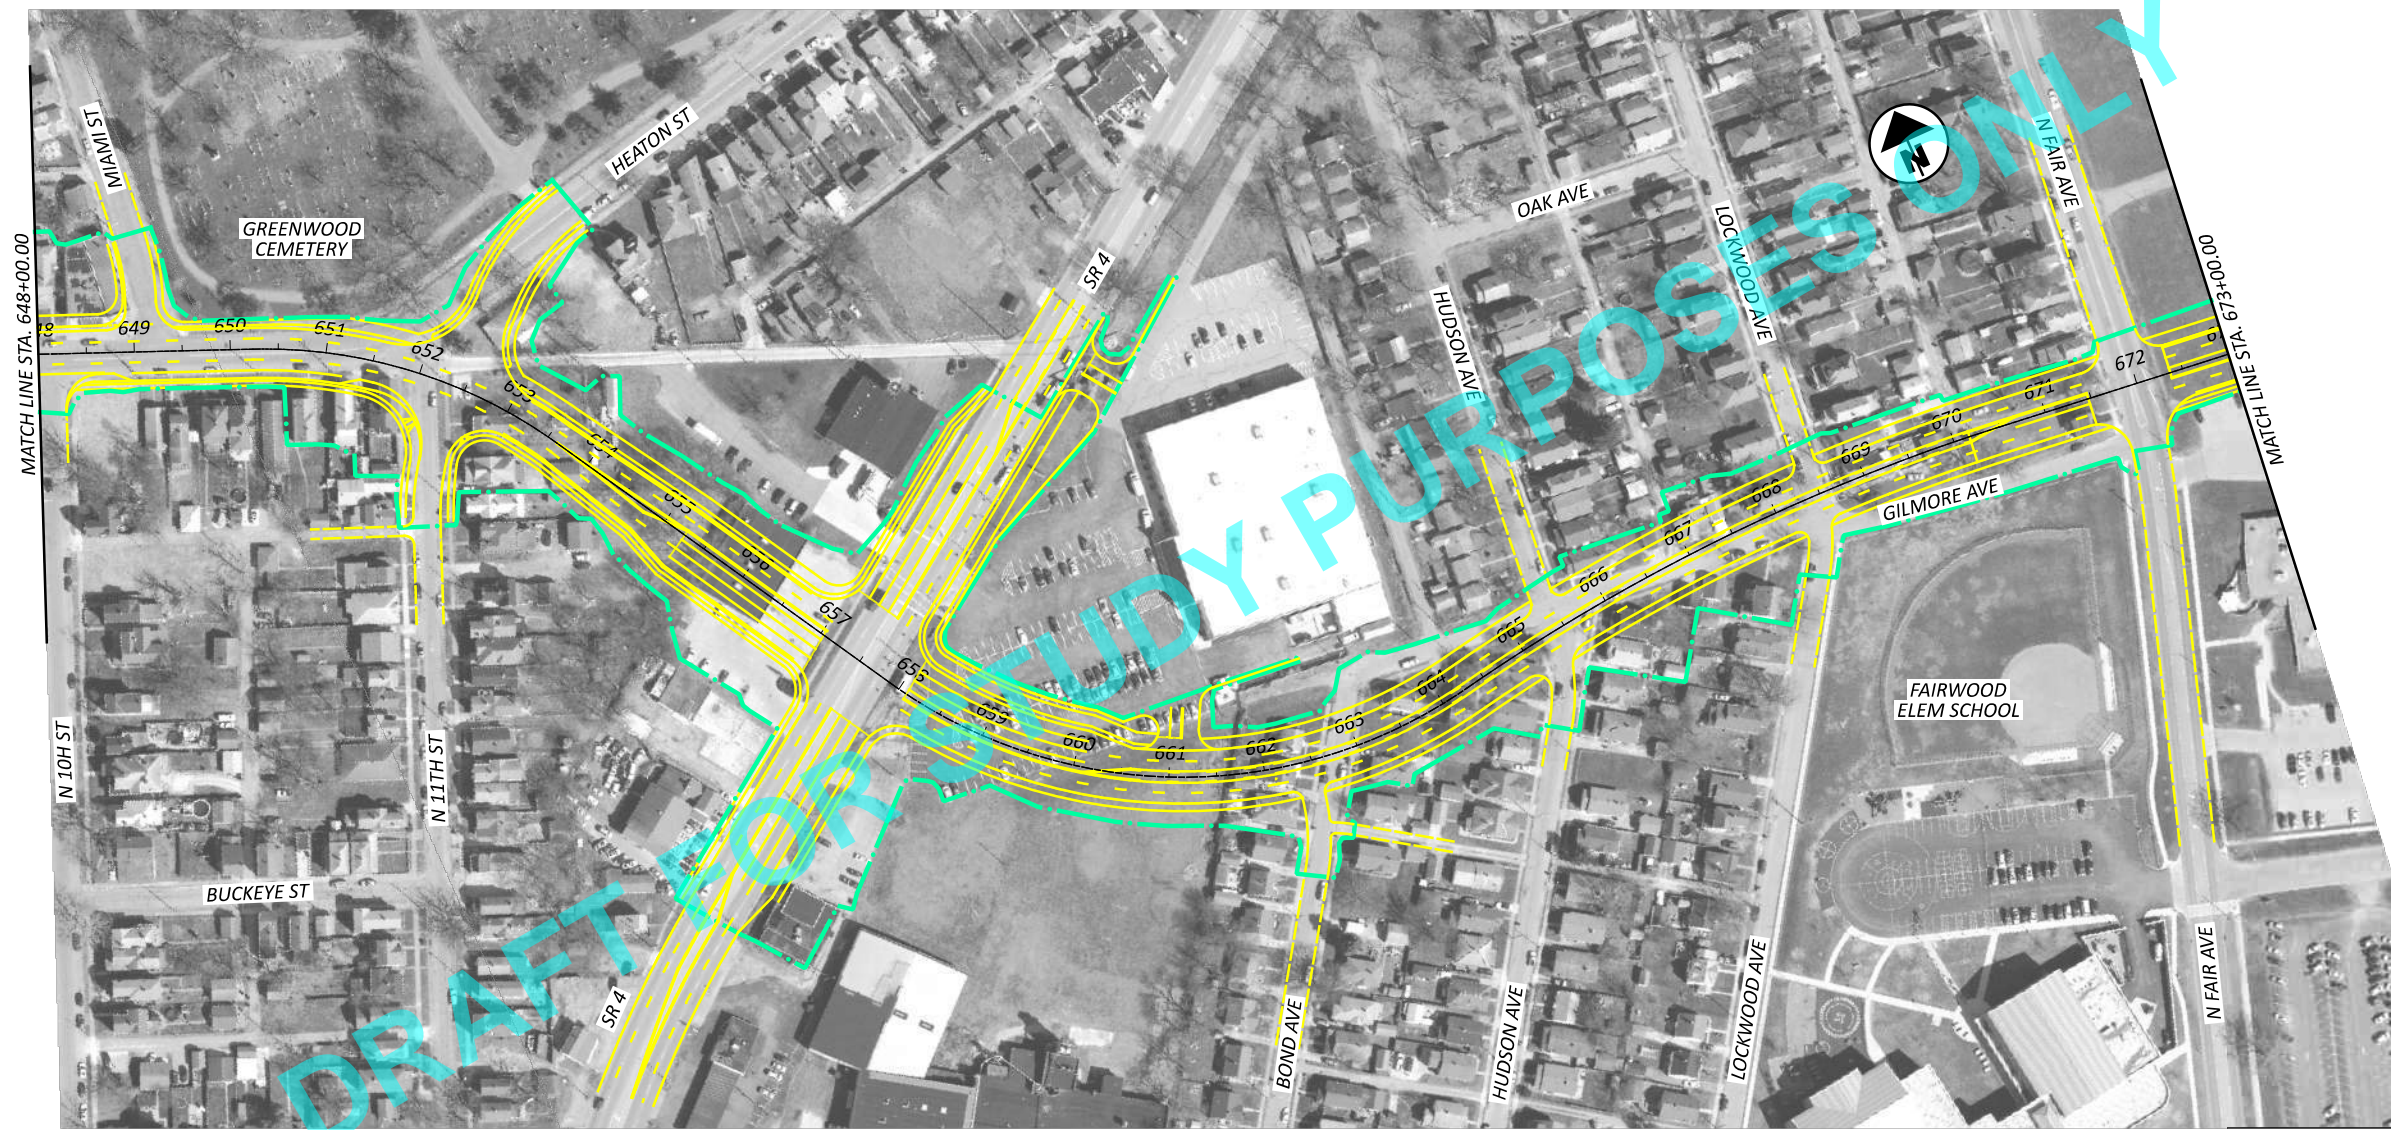 MIAMI ST
HEATON ST
GREENWOOD
CEMETERY
SR 4
OAK AVE
HUDSON AVE
LOCKWOOD AVE
N
N FAIR AVE
MATCH LINE STA. 648+00.00
MATCH LINE STA. 673+00.00
649
650
651
652
653
654
655
656
657
658
659
660
661
662
663
664
665
666
667
668
669
670
671
672
GILMORE AVE
FAIRWOOD
ELEM SCHOOL
N 10H ST
N 11TH ST
BUCKEYE ST
SR 4
BOND AVE
HUDSON AVE
LOCKWOOD AVE
N FAIR AVE
DRAFT FOR STUDY PURPOSES ONLY